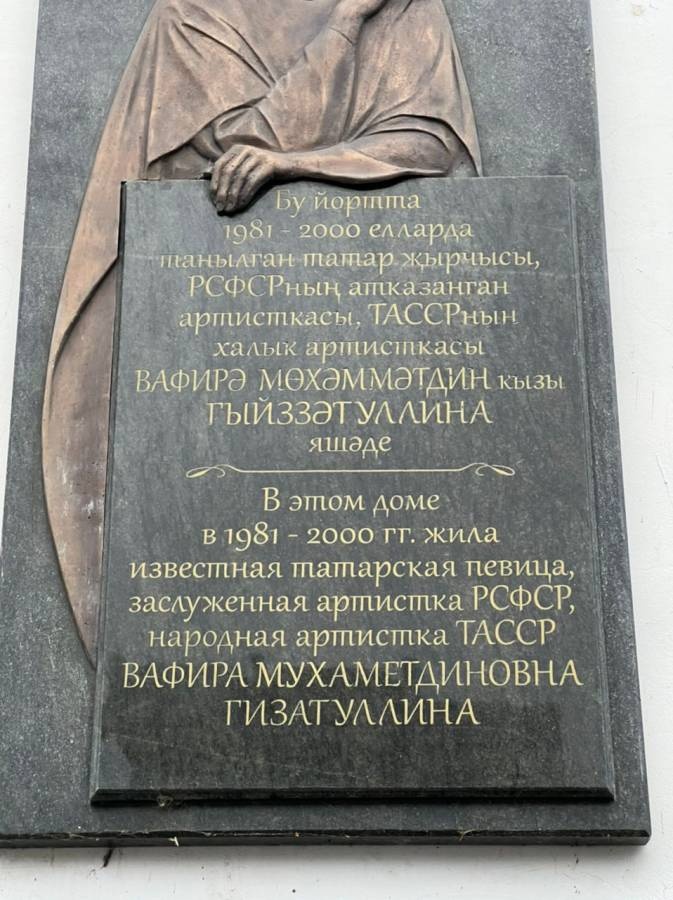 Бу йортта
1981 - 2000 елларда
танылган татар җырчысы,
РСФСРның атказанган
артисткасы, ТАССРның
халык артисткасы
ВАФИРӘ МӨХӘММӘТДИН кызы
ГЫЙЗЗӘТУЛЛИНА
яшәде
В этом доме
в 1981 - 2000 гг. жила
известная татарская певица,
заслуженная артистка РСФСР,
народная артистка ТАССР
ВАФИРА МУХАМЕТДИНОВНА
ГИЗАТУЛЛИНА